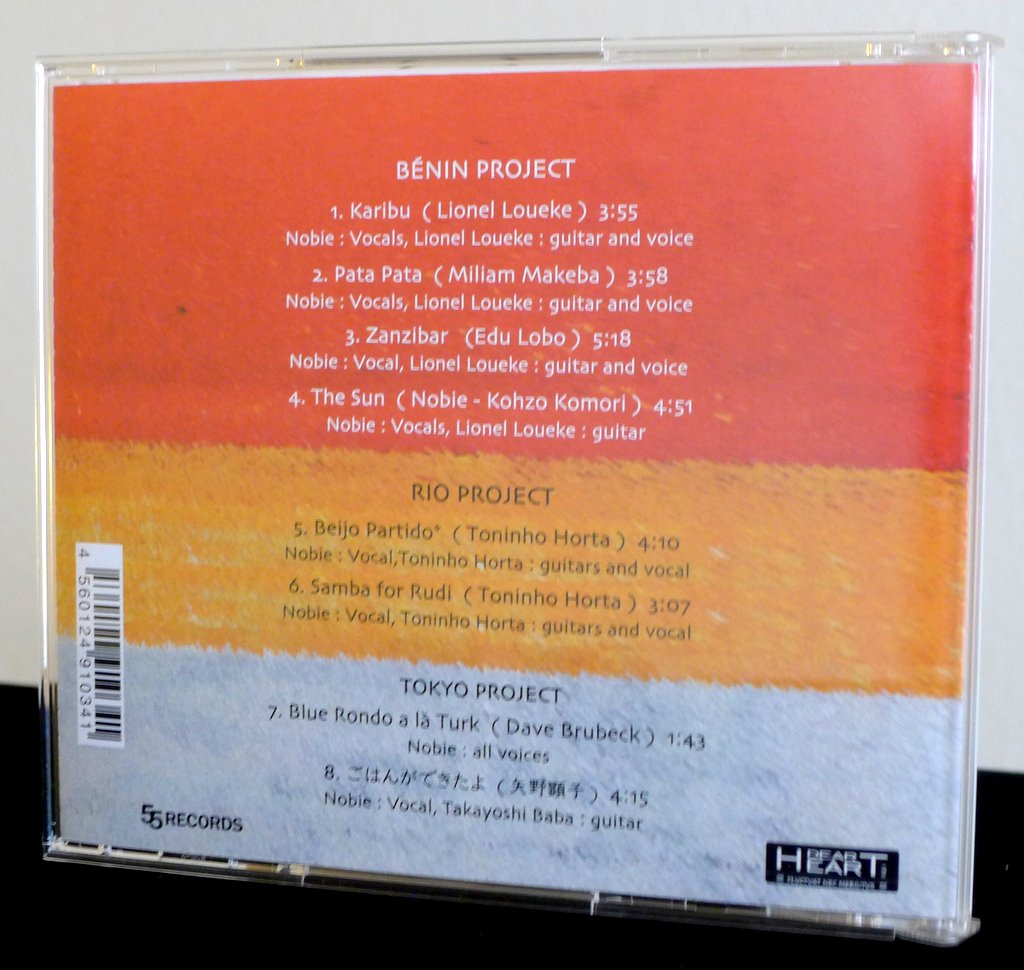 BÉNIN PROJECT
1. Karibu ( Lionel Loueke ) 3:55
Nobie : Vocals, Lionel Loueke : guitar and voice
2. Pata Pata ( Miliam Makeba ) 3:58
Nobie : Vocals, Lionel Loueke : guitar and voice
3. Zanzibar (Edu Lobo ) 5:18
Nobie : Vocal, Lionel Loueke : guitar and voice
4. The Sun ( Nobie - Kohzo Komori ) 4:51
Nobie : Vocals, Lionel Loueke : guitar
RIO PROJECT
5. Beijo Partido* ( Toninho Horta ) 4:10
Nobie : Vocal,Toninho Horta : guitars and vocal
6. Samba for Rudi ( Toninho Horta ) 3:07
Nobie : Vocal, Toninho Horta : guitars and vocal
TOKYO PROJECT
7. Blue Rondo a là Turk ( Dave Brubeck ) 1:43
Nobie : all voices
8. ごはんができたよ ( 矢野顕子 ) 4:15
Nobie : Vocal, Takayoshi Baba : guitar
4 560124 910341
55 RECORDS
DEAR
HEART